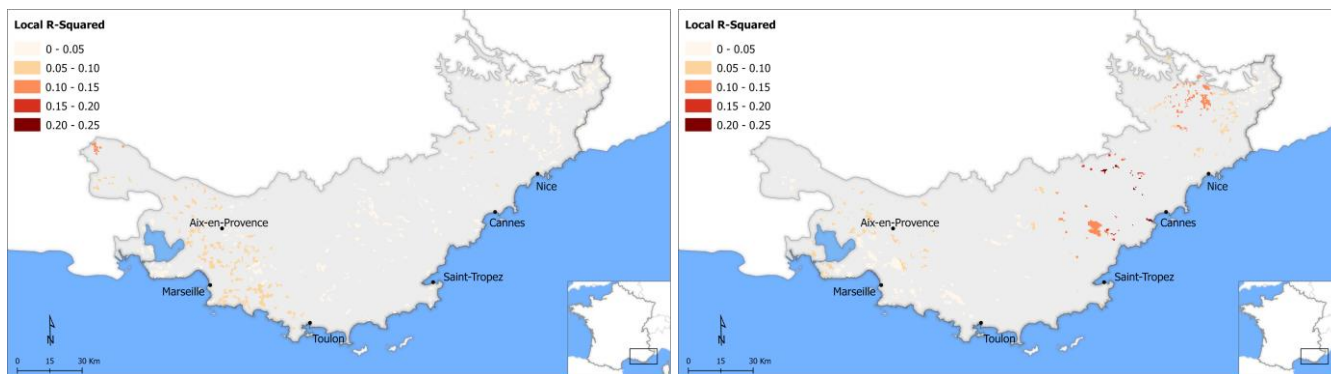 Local R-Squared
0 - 0.05
0.05 - 0.10
0.10 - 0.15
0.15 - 0.20
0.20 - 0.25
Nice
Cannes
Aix-en-Provence
Saint-Tropez
Marseille
Toulon
N
0 15 30 Km
Local R-Squared
0 - 0.05
0.05 - 0.10
0.10 - 0.15
0.15 - 0.20
0.20 - 0.25
Nice
Cannes
Aix-en-Provence
Saint-Tropez
Marseille
Toulon
N
0 15 30 Km